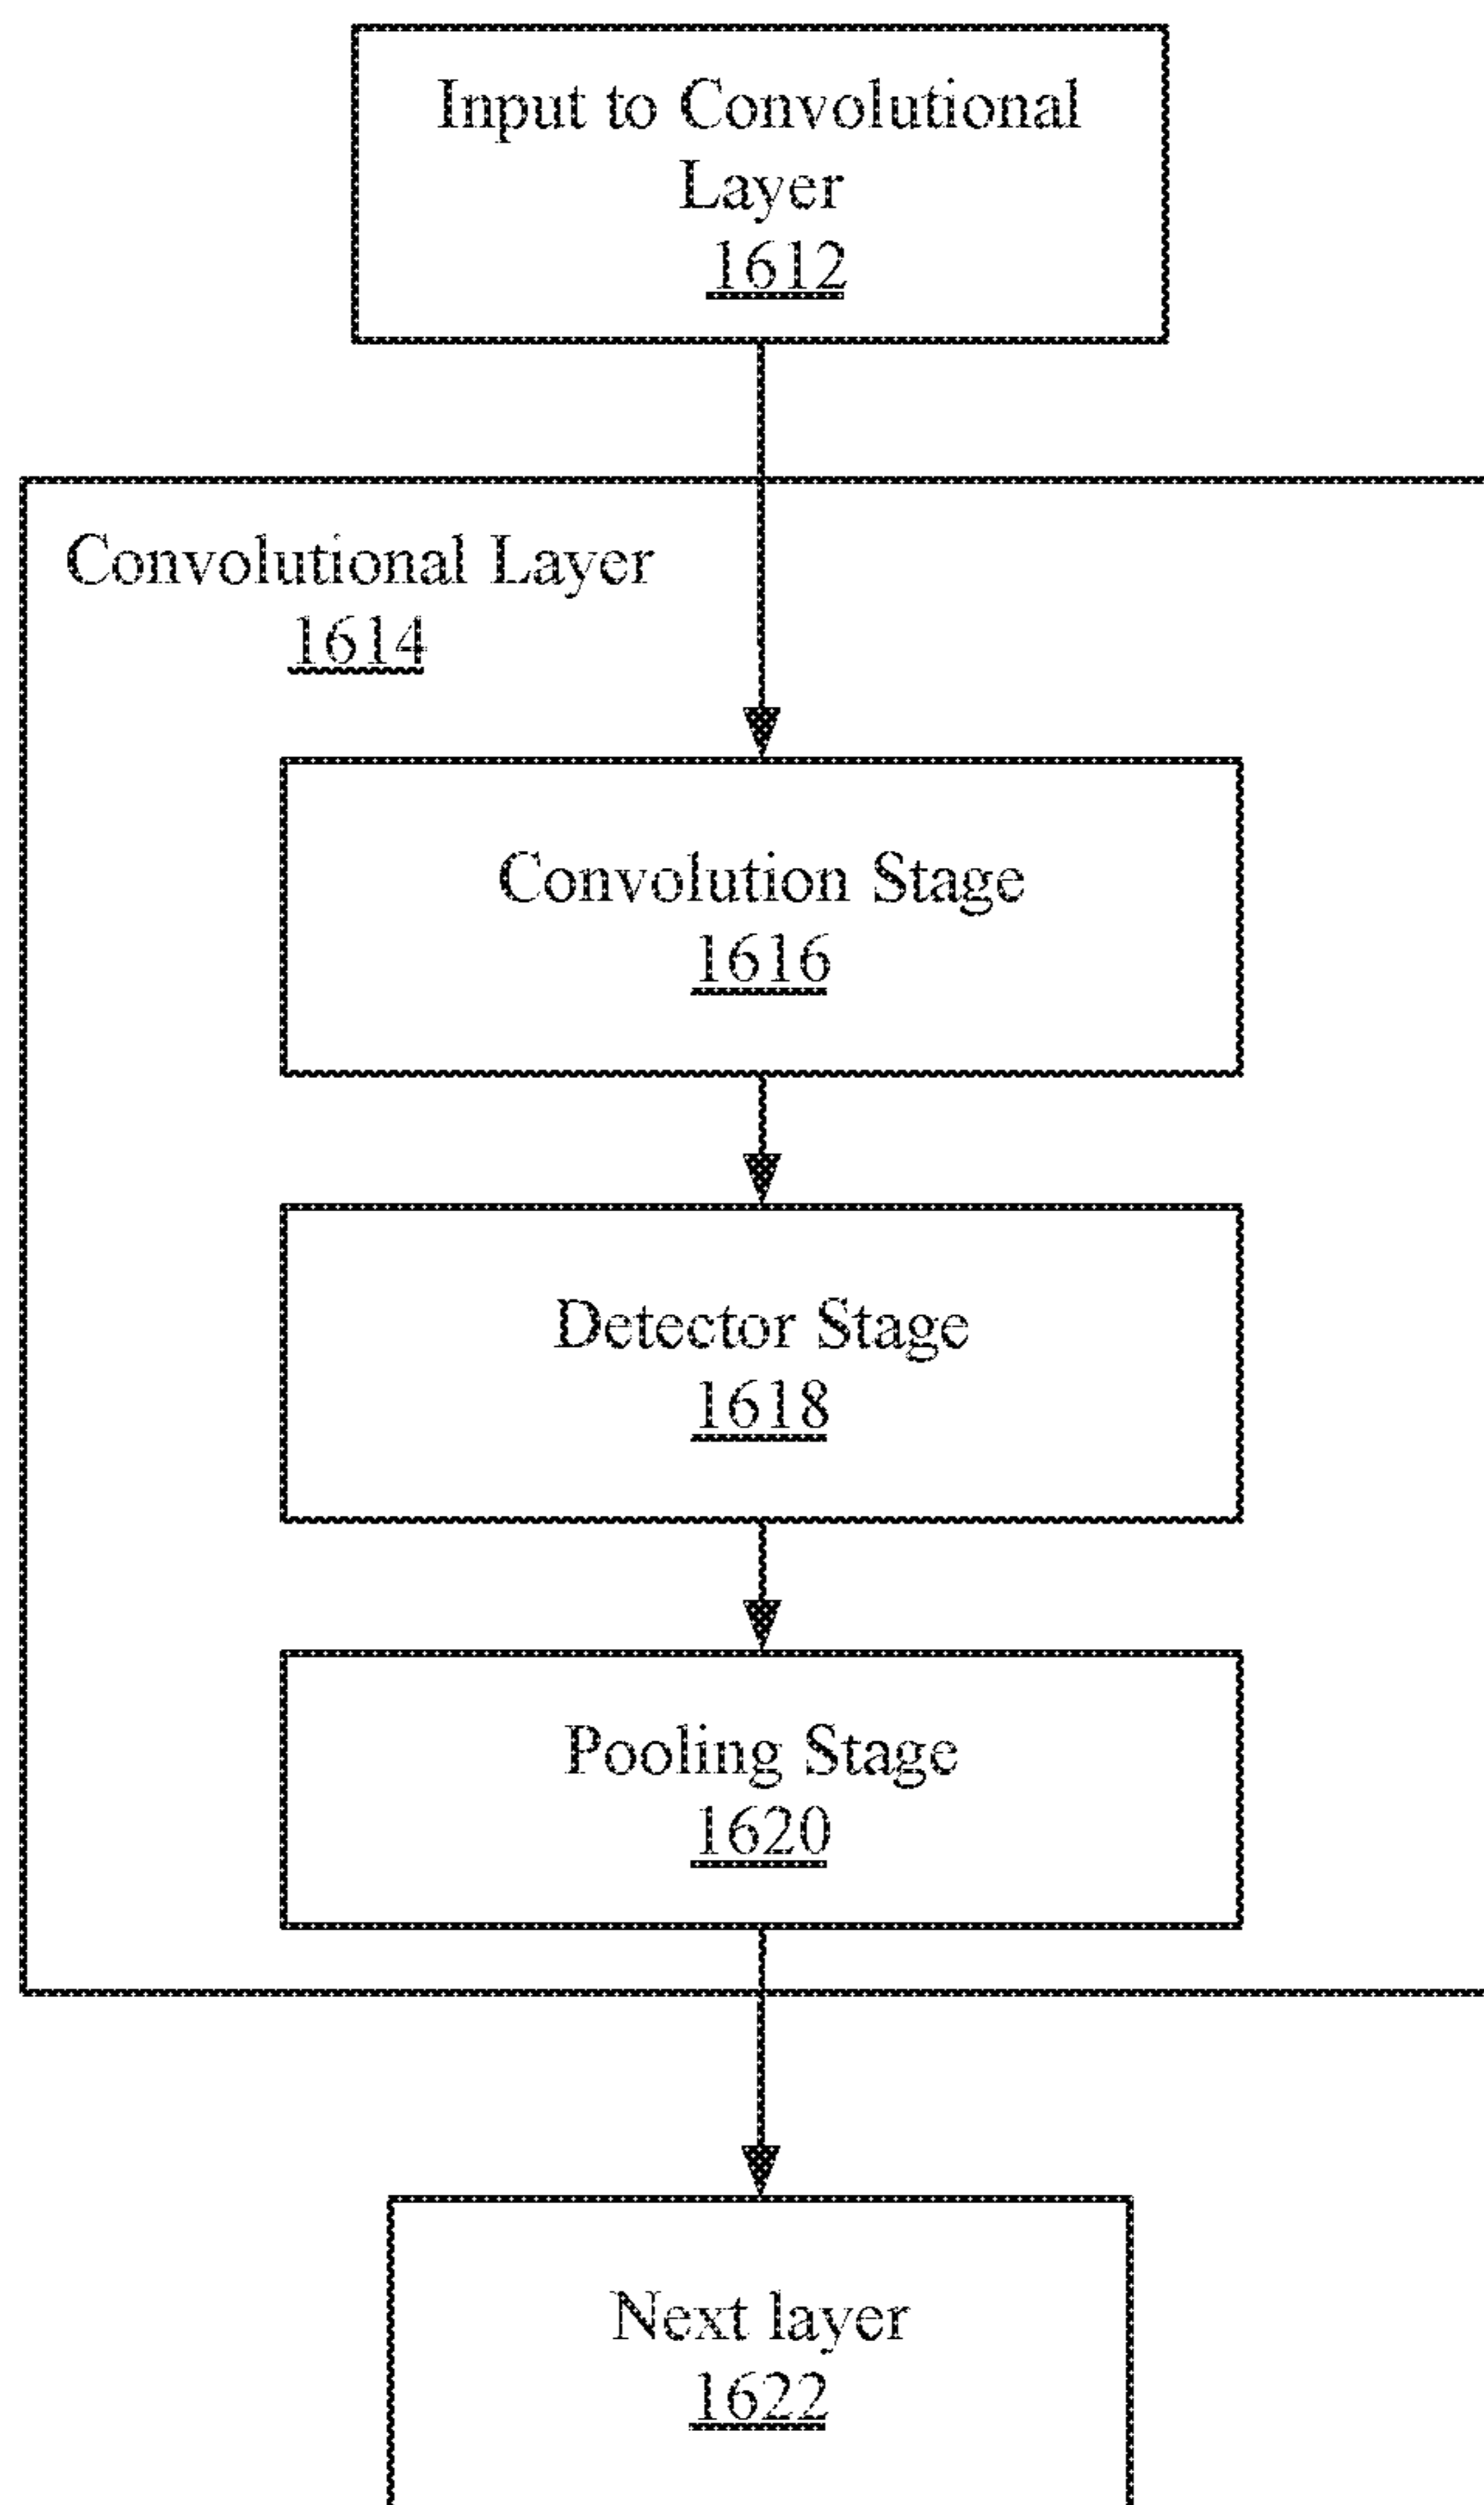 Input to Convolutional
Layer
1612
Convolutional Layer
1614
Convolution Stage
1616
Detector Stage
1618
Pooling Stage
1620
Next layer
1622